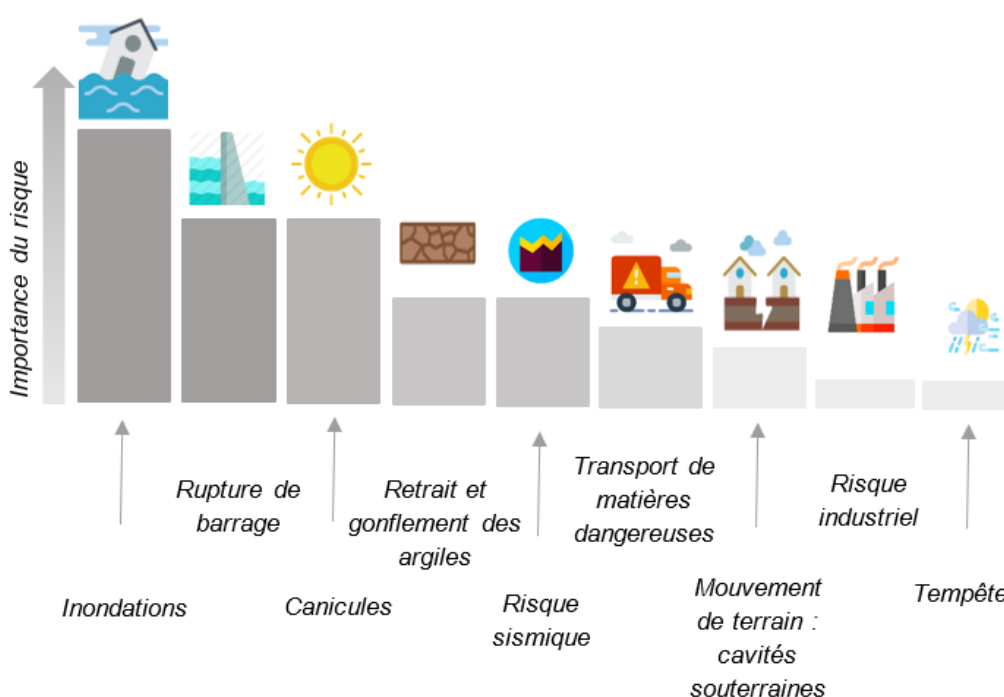 Importance du risque
Rupture de
barrage
Retrait et
gonflement des
argiles
Transport de
matières
dangereuses
Risque
industriel
Inondations
Canicules
Risque
sismique
Mouvement
de terrain :
cavités
souterraines
Tempête